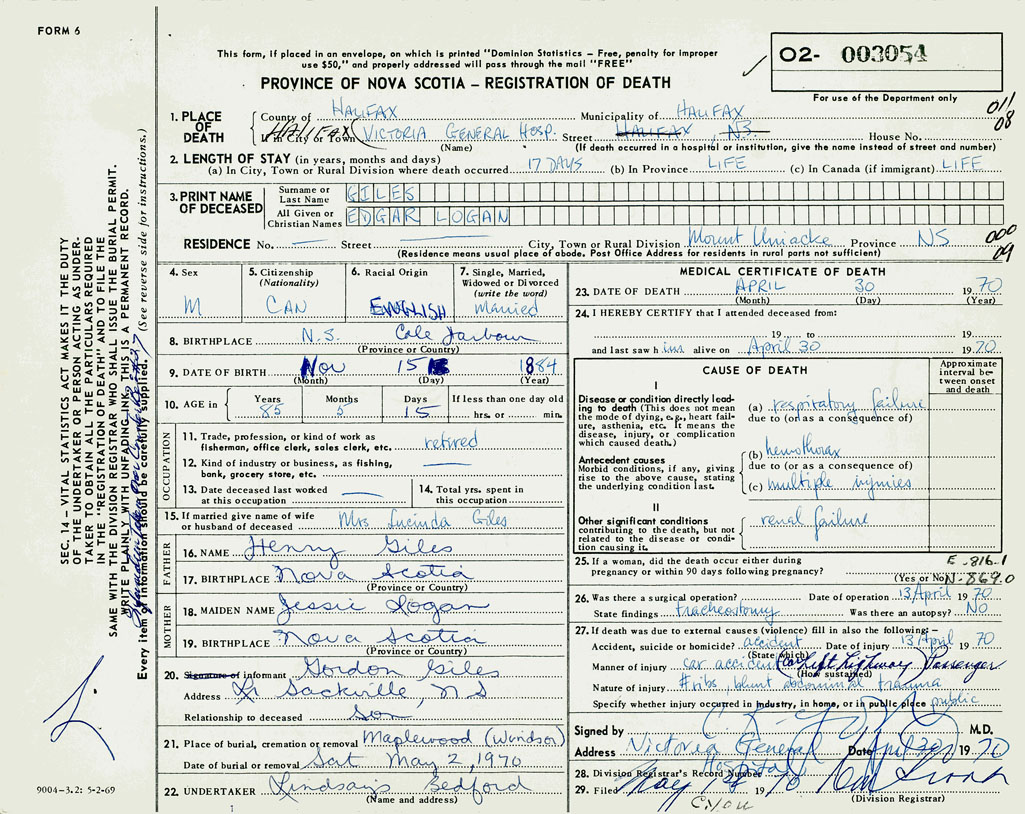 FORM 6
This form, if placed in an envelope, on which is printed "Dominion Statistics – Free, penalty for improper
use $50," and properly addressed will pass through the mail "FREE"
PROVINCE OF NOVA SCOTIA – REGISTRATION OF DEATH
O2- 003054
For use of the Department only
011
08
1. PLACE OF DEATH
County of HALIFAX Municipality of HALIFAX
HALIFAX In City or Town VICTORIA GENERAL HOSP. Street HALIFAX, NS House No.
(Name) (If death occurred in a hospital or institution, give the name instead of street and number)
2. LENGTH OF STAY (in years, months and days)
(a) In City, Town or Rural Division where death occurred 17 DAYS (b) In Province LIFE (c) In Canada (if immigrant) LIFE
3. PRINT NAME OF DECEASED
Surname or Last Name GILES
All Given or Christian Names EDGAR LOGAN
RESIDENCE No. — Street — City, Town or Rural Division Mount Uniacke Province NS
(Residence means usual place of abode. Post Office Address for residents in rural parts not sufficient)
000
09
4. Sex M
5. Citizenship (Nationality) CAN
6. Racial Origin ENGLISH
7. Single, Married, Widowed or Divorced (write the word) Married
8. BIRTHPLACE N.S. Cole Harbour
(Province or Country)
9. DATE OF BIRTH Nov 15 1884
(Month) (Day) (Year)
10. AGE in Years 85 Months 5 Days 15 If less than one day old hrs. or min.
OCCUPATION
11. Trade, profession, or kind of work as
fisherman, office clerk, sales clerk, etc. retired
12. Kind of industry or business, as fishing,
bank, grocery store, etc. —
13. Date deceased last worked
at this occupation —
14. Total yrs. spent in
this occupation
15. If married give name of wife
or husband of deceased Mrs Lucinda Giles
FATHER
16. NAME Henry Giles
17. BIRTHPLACE Nova Scotia
(Province or Country)
MOTHER
18. MAIDEN NAME Jessie Logan
19. BIRTHPLACE Nova Scotia
(Province or Country)
20. Signature of informant Gordon Giles
Address Lr Sackville, N.S
Relationship to deceased Son
21. Place of burial, cremation or removal Maplewood (Windsor)
Date of burial or removal Sat May 2, 1970
22. UNDERTAKER Lindsays Bedford
(Name and address)
MEDICAL CERTIFICATE OF DEATH
23. DATE OF DEATH APRIL 30 1970
(Month) (Day) (Year)
24. I HEREBY CERTIFY that I attended deceased from:
19 to
and last saw h im alive on April 30 1970
CAUSE OF DEATH
Approximate interval between onset and death
I
Disease or condition directly leading
to death (This does not mean
the mode of dying, e.g., heart failure,
asthenia, etc. It means the
disease, injury, or complication
which caused death.)
(a) respiratory failure
due to (or as a consequence of)
Antecedent causes
Morbid conditions, if any, giving
rise to the above cause, stating
the underlying condition last.
(b) hemothorax
due to (or as a consequence of)
(c) multiple injuries
II
Other significant conditions
contributing to the death, but not
related to the disease or condition
causing it.
renal failure
25. If a woman, did the death occur either during
pregnancy or within 90 days following pregnancy?
(Yes or No)
E-816.1
N-869.0
26. Was there a surgical operation? Date of operation 13/April 1970
State findings tracheostomy Was there an autopsy? NO
27. If death was due to external causes (violence) fill in also the following:–
Accident, suicide or homicide? accident Date of injury 13 April 1970
(State which)
Manner of injury car accident highway) Passenger
(How sustained)
Nature of injury #ribs, blunt abdominal trauma
Specify whether injury occurred in Industry, in home, or in public place public
Signed by M.D.
Address Victoria General Hospital Date April 30 1970
28. Division Registrar's Record Number
29. Filed May 1970
(Division Registrar)
SEC. 14 – VITAL STATISTICS ACT MAKES IT THE DUTY
OF THE UNDERTAKER OR PERSON ACTING AS UNDERTAKER
TO OBTAIN ALL THE PARTICULARS REQUIRED
IN THE "REGISTRATION OF DEATH" AND TO FILE THE
SAME WITH THE DIVISION REGISTRAR WHO SHALL ISSUE THE BURIAL PERMIT.
WRITE PLAINLY WITH UNFADING INK. THIS IS A PERMANENT RECORD.
Every item of information should be carefully supplied. (See reverse side for instructions.)
9004–3.2: 5-2-69